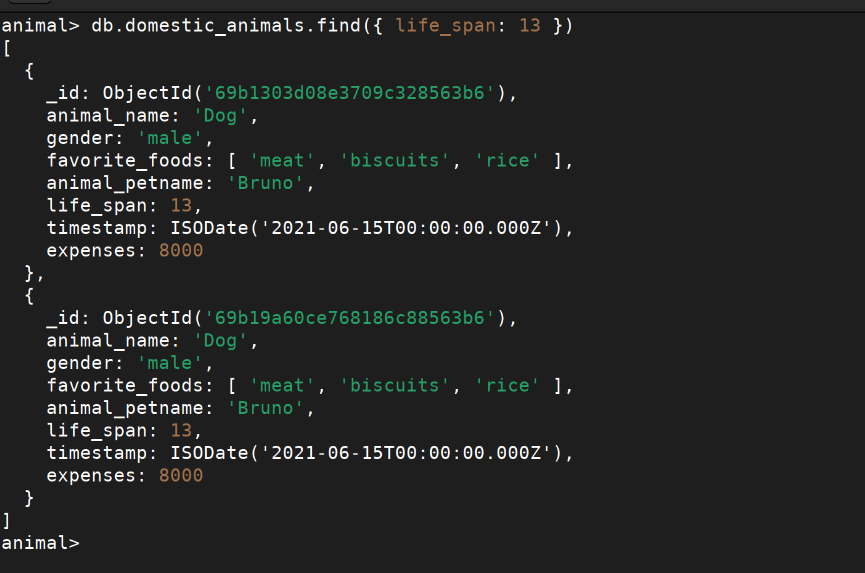 animal> db.domestic_animals.find({ life_span: 13 })
[
  {
    _id: ObjectId('69b1303d08e3709c328563b6'),
    animal_name: 'Dog',
    gender: 'male',
    favorite_foods: [ 'meat', 'biscuits', 'rice' ],
    animal_petname: 'Bruno',
    life_span: 13,
    timestamp: ISODate('2021-06-15T00:00:00.000Z'),
    expenses: 8000
  },
  {
    _id: ObjectId('69b19a60ce768186c88563b6'),
    animal_name: 'Dog',
    gender: 'male',
    favorite_foods: [ 'meat', 'biscuits', 'rice' ],
    animal_petname: 'Bruno',
    life_span: 13,
    timestamp: ISODate('2021-06-15T00:00:00.000Z'),
    expenses: 8000
  }
]
animal>